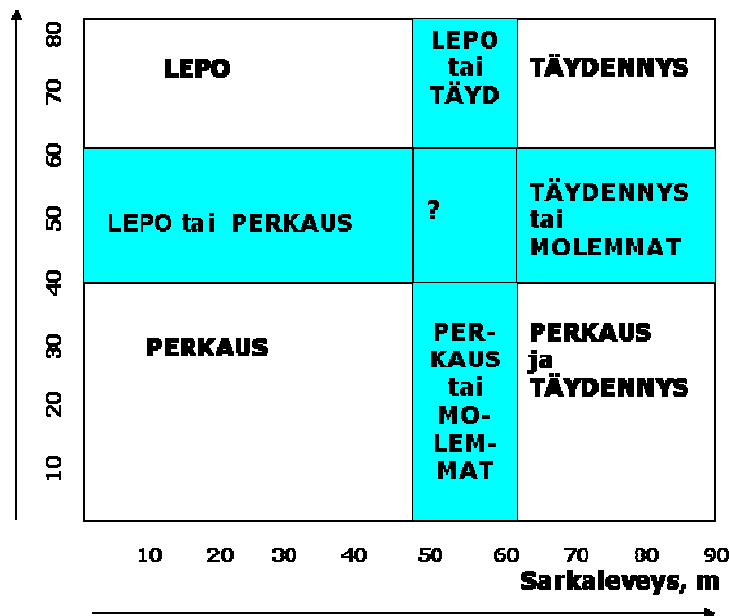 80
70
60
50
40
30
20
10
LEPO
LEPO
tai
TÄYD
TÄYDENNYS
LEPO tai PERKAUS
?
TÄYDENNYS
tai
MOLEMMAT
PERKAUS
PER-
KAUS
tai
MO-
LEM-
MAT
PERKAUS
ja
TÄYDENNYS
10 20 30 40 50 60 70 80 90
Sarkaleveys, m